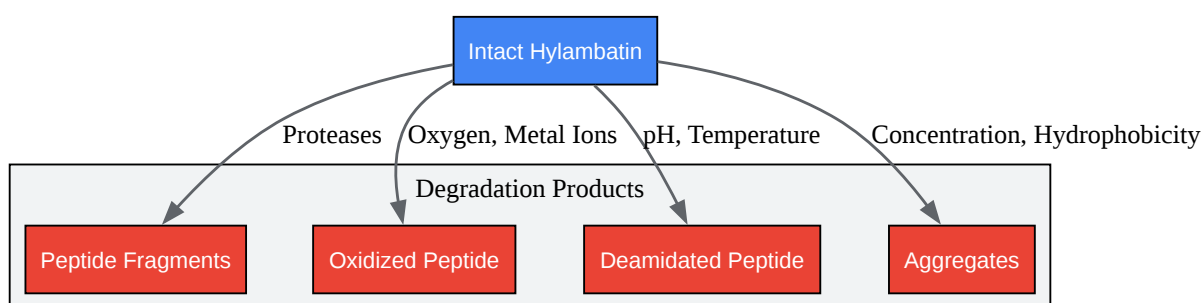 Intact Hylambatin
Proteases
Oxygen, Metal Ions
pH, Temperature
Concentration, Hydrophobicity
Degradation Products
Peptide Fragments
Oxidized Peptide
Deamidated Peptide
Aggregates